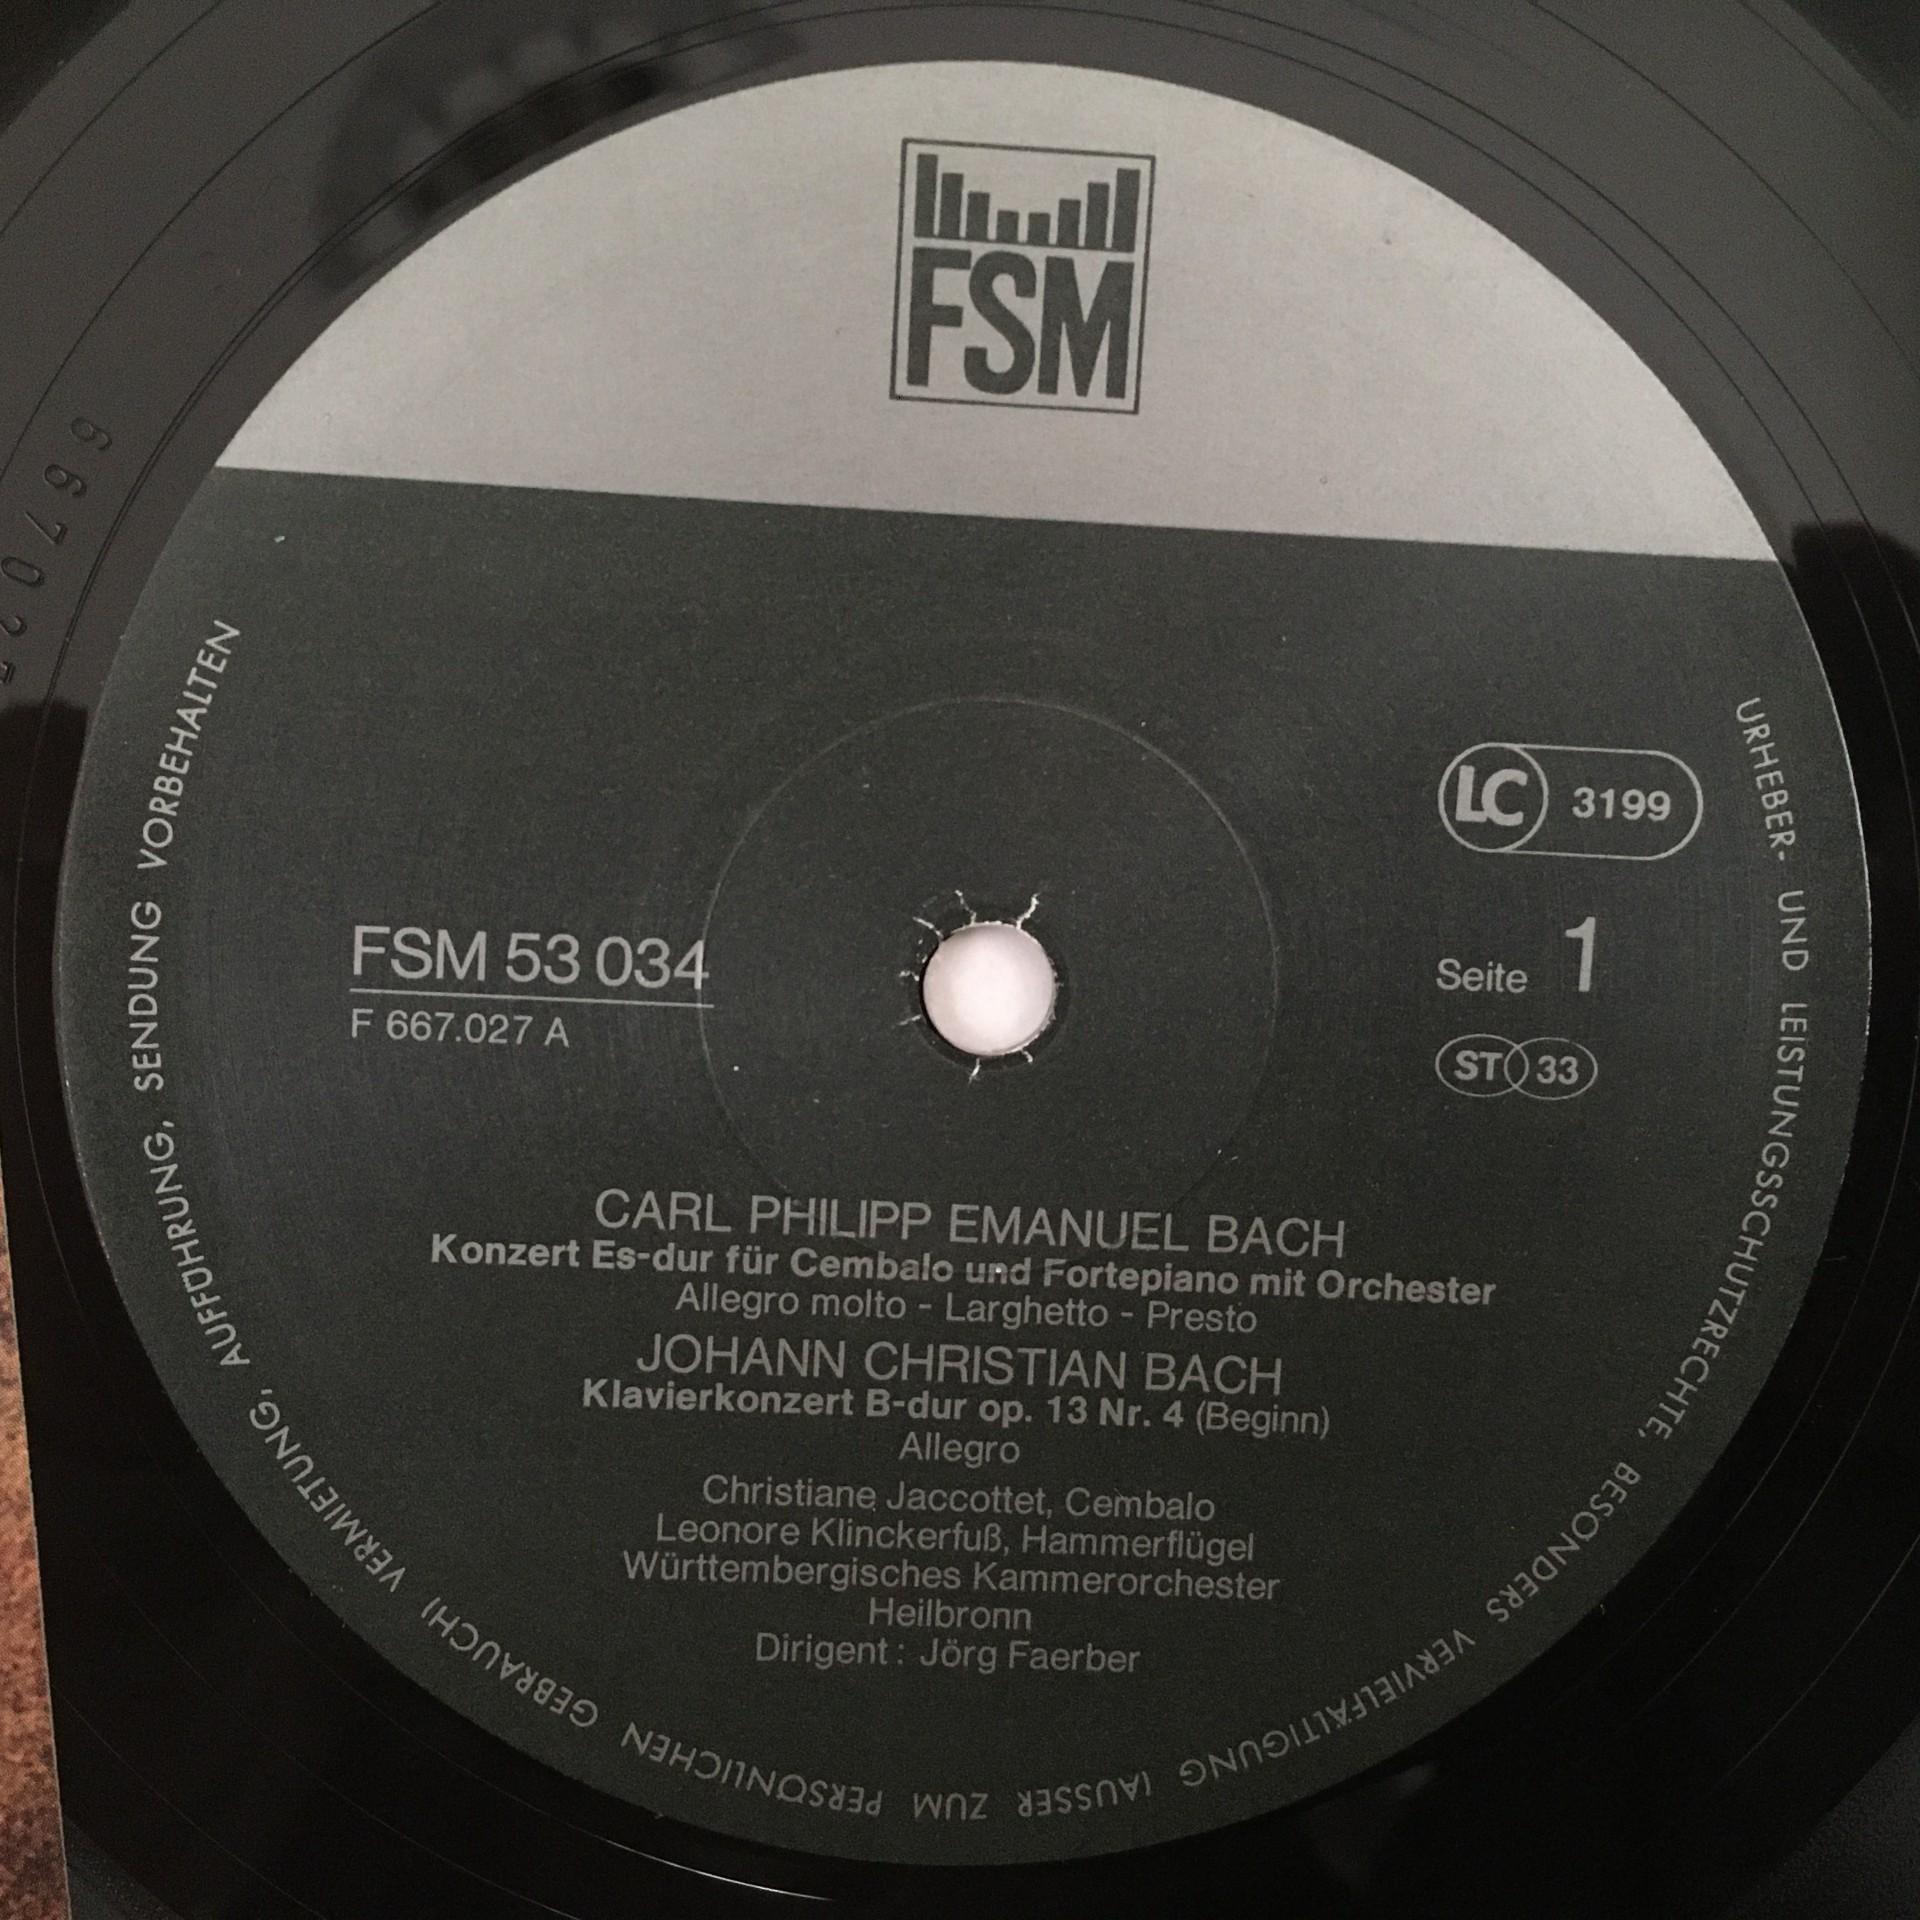 FSM
LC 3199
FSM 53 034
Seite 1
F 667.027 A
ST 33
CARL PHILIPP EMANUEL BACH
Konzert Es-dur für Cembalo und Fortepiano mit Orchester
Allegro molto - Larghetto - Presto
JOHANN CHRISTIAN BACH
Klavierkonzert B-dur op. 13 Nr. 4 (Beginn)
Allegro
Christiane Jaccottet, Cembalo
Leonore Klinckerfuß, Hammerflügel
Württembergisches Kammerorchester
Heilbronn
Dirigent: Jörg Faerber
URHEBER- UND LEISTUNGSSCHUTZRECHTE, BESONDERS VERVIELFÄLTIGUNG (AUSSER ZUM PERSÖNLICHEN GEBRAUCH) VERMIETUNG, AUFFÜHRUNG, SENDUNG VORBEHALTEN